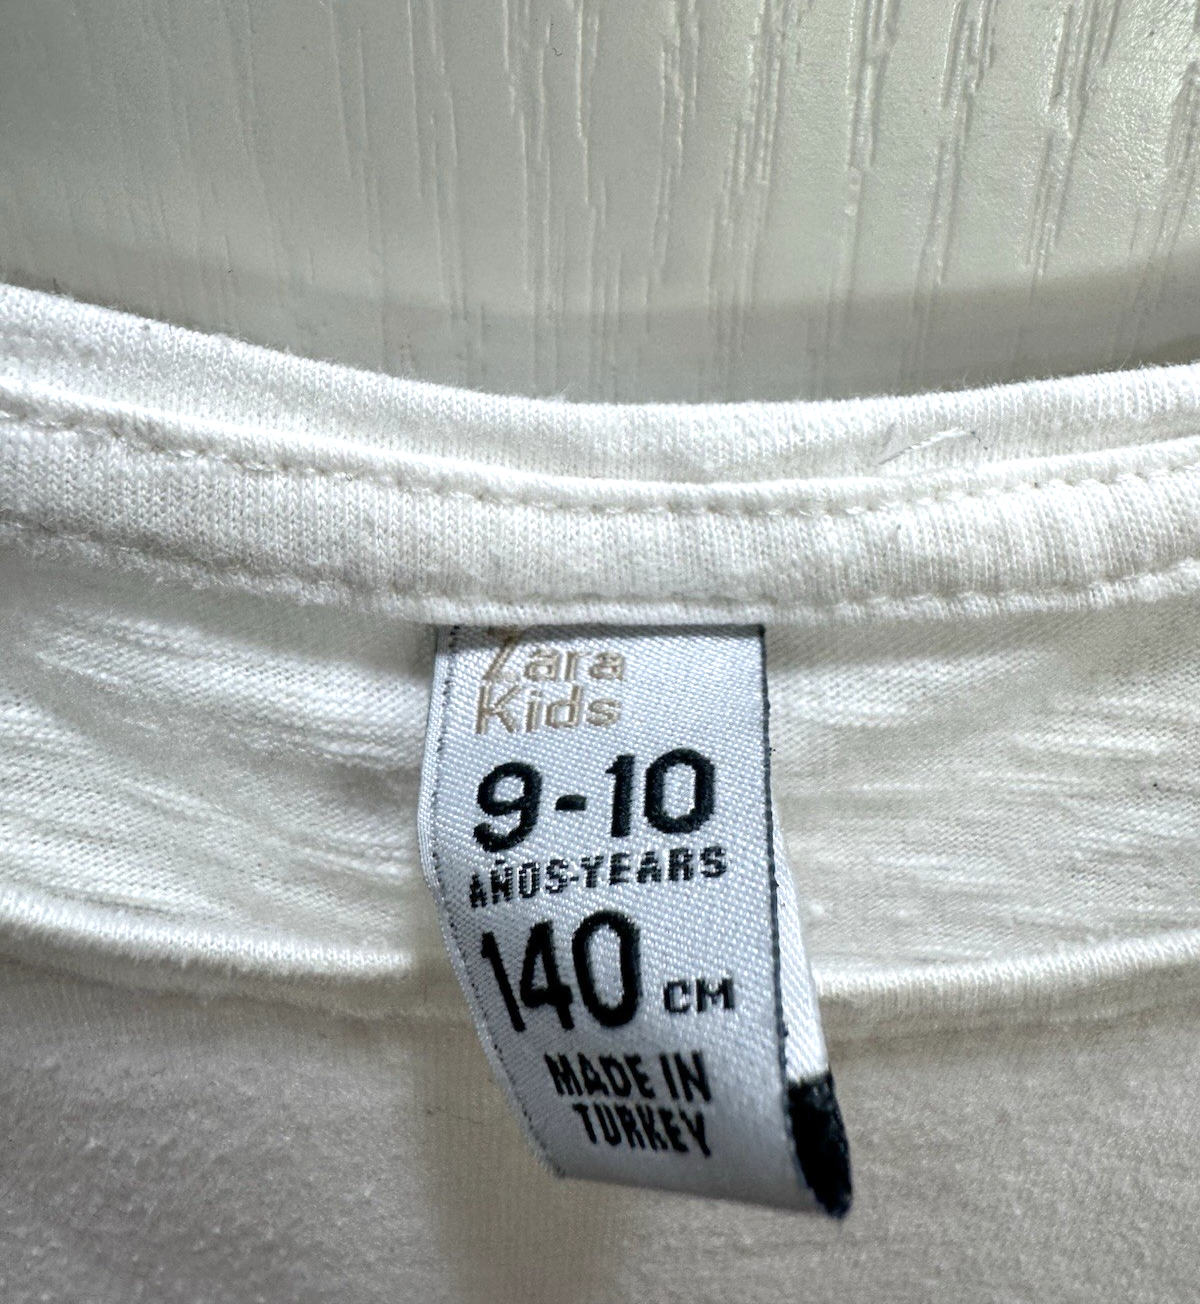 Zara
Kids
9-10
AÑOS-YEARS
140 CM
MADE IN
TURKEY